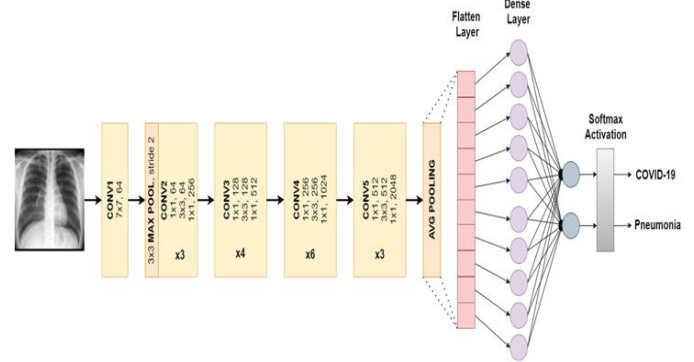 CONV1
7x7, 64
3x3 MAX POOL, stride 2
CONV2
1x1, 64
3x3, 64
1x1, 256
x3
CONV3
1x1, 128
3x3, 128
1x1, 512
x4
CONV4
1x1, 256
3x3, 256
1x1, 1024
x6
CONV5
1x1, 512
3x3, 512
1x1, 2048
x3
AVG POOLING
Flatten
Layer
Dense
Layer
Softmax
Activation
COVID-19
Pneumonia